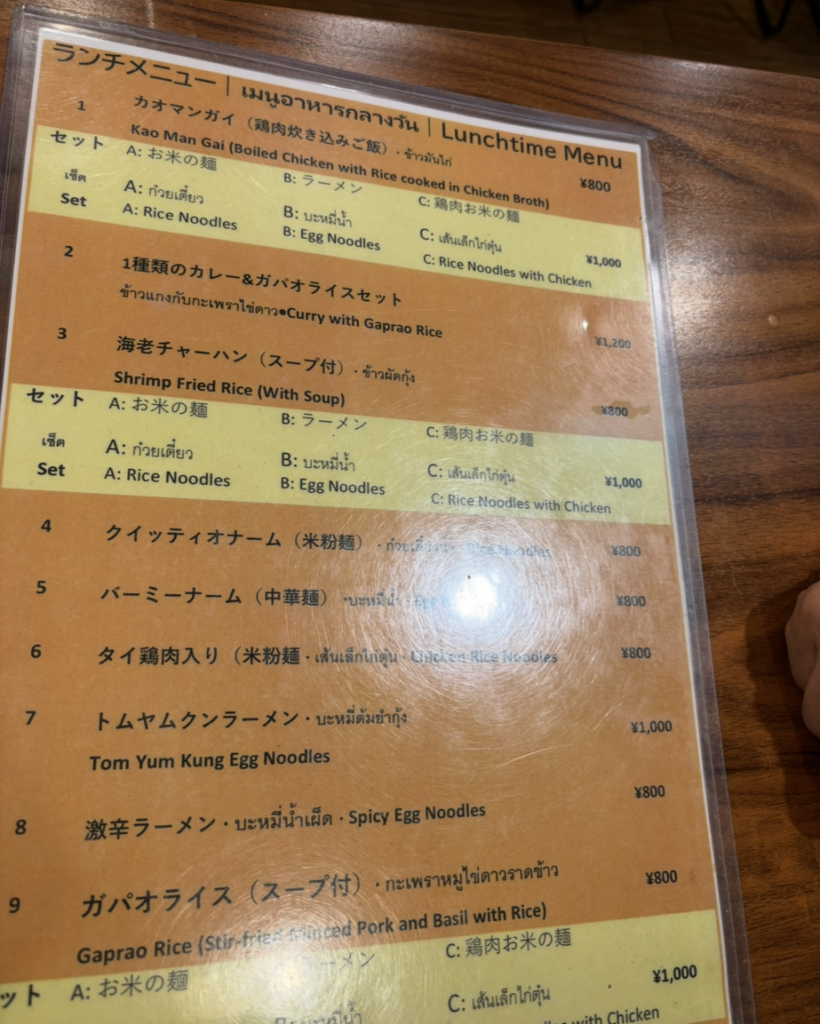 ランチメニュー | เมนูอาหารกลางวัน | Lunchtime Menu
1 カオマンガイ（鶏肉炊き込みご飯）・ข้าวมันไก่
Kao Man Gai (Boiled Chicken with Rice cooked in Chicken Broth) ¥800
セット A: お米の麺 B: ラーメン C: 鶏肉お米の麺
เซ็ต A: ก๋วยเตี๋ยว B: บะหมี่น้ำ C: เส้นเล็กไก่ตุ๋น ¥1,000
Set A: Rice Noodles B: Egg Noodles C: Rice Noodles with Chicken
2 1種類のカレー&ガパオライスセット
ข้าวแกงกับกะเพราไข่ดาว●Curry with Gaprao Rice ¥1,200
3 海老チャーハン（スープ付）・ข้าวผัดกุ้ง
Shrimp Fried Rice (With Soup) ¥800
セット A: お米の麺 B: ラーメン C: 鶏肉お米の麺
เซ็ต A: ก๋วยเตี๋ยว B: บะหมี่น้ำ C: เส้นเล็กไก่ตุ๋น ¥1,000
Set A: Rice Noodles B: Egg Noodles C: Rice Noodles with Chicken
4 クイッティオナーム（米粉麺）・ Rice Noodles ¥800
5 バーミーナーム（中華麺）・บะหมี่น้ำ ¥800
6 タイ鶏肉入り（米粉麺・เส้นเล็กไก่ตุ๋น・Chicken Rice Noodles ¥800
7 トムヤムクンラーメン・บะหมี่ต้มยำกุ้ง ¥1,000
Tom Yum Kung Egg Noodles
8 激辛ラーメン・บะหมี่น้ำเผ็ด・Spicy Egg Noodles ¥800
9 ガパオライス（スープ付）・กะเพราหมูไข่ดาวราดข้าว ¥800
Gaprao Rice (Stir-fried Minced Pork and Basil with Rice)
ット A: お米の麺 ラーメン C: 鶏肉お米の麺
C: เส้นเล็กไก่ตุ๋น ¥1,000
with Chicken